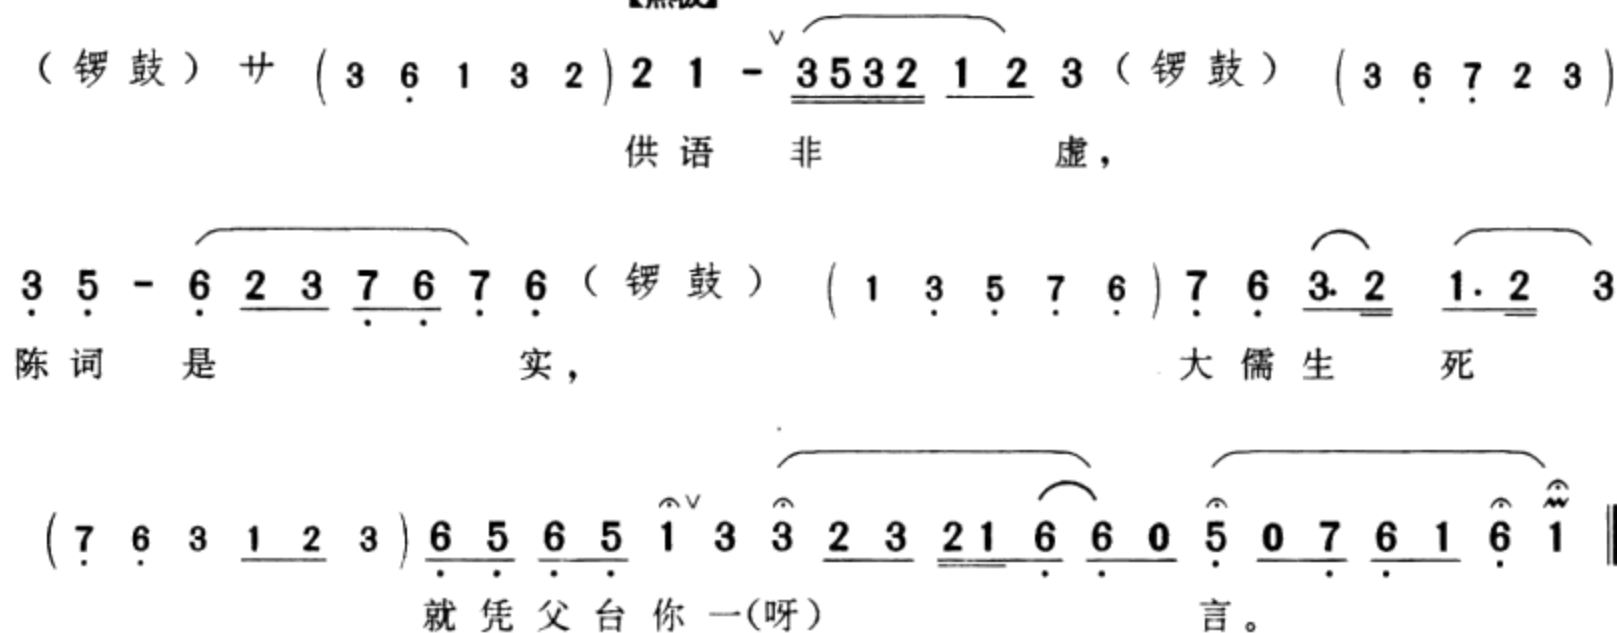 （锣鼓） サ (3 6 1 3 2) 2 1 - 3532 1 2 3 （锣鼓） (3 6 7 2 3)
供语 非 虚，
3 5 - 6 2 3 7 6 7 6 （锣鼓） (1 3 5 7 6) 7 6 3. 2 1. 2 3
陈词 是 实， 大儒生 死
(7 6 3 1 2 3) 6 5 6 5 1 3 3 2 3 21 6 6 0 5 0 7 6 1 6 1
就凭父台你一(呀) 言。